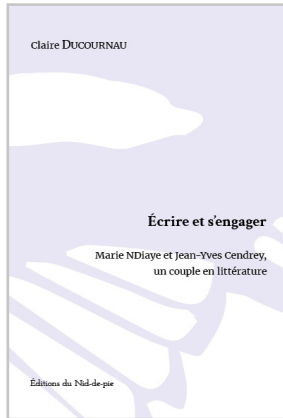 Claire DUCOURNAU
Écrire et s'engager
Marie NDiaye et Jean-Yves Cendrey,
un couple en littérature
Éditions du Nid-de-pie